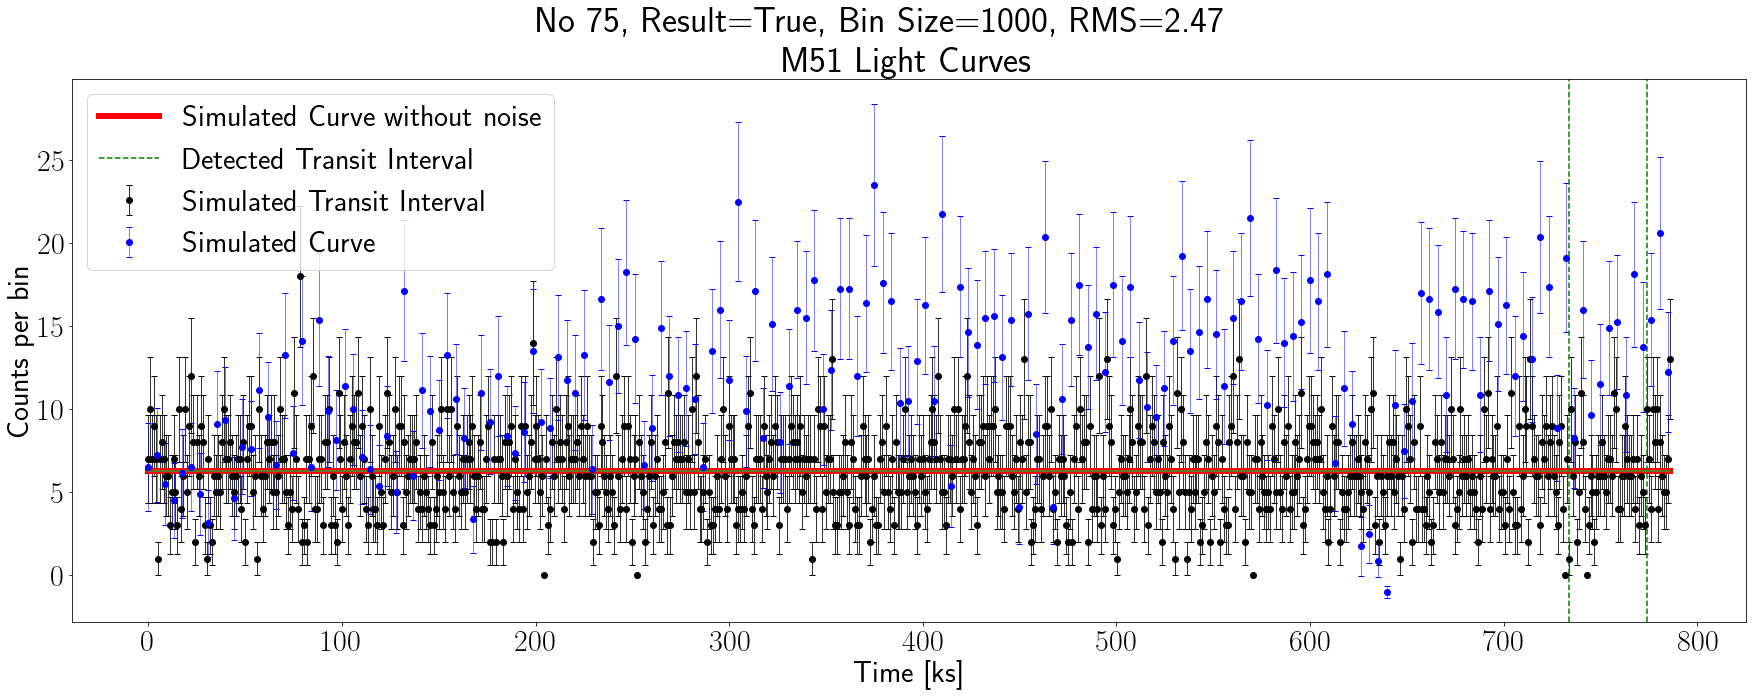 No 75, Result=True, Bin Size=1000, RMS=2.47
M51 Light Curves
Simulated Curve without noise
Detected Transit Interval
Simulated Transit Interval
Simulated Curve
Counts per bin
25
20
15
10
5
0
0 100 200 300 400 500 600 700 800
Time [ks]